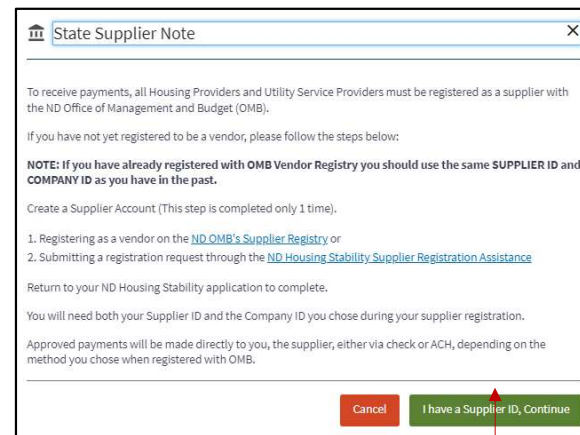 State Supplier Note
To receive payments, all Housing Providers and Utility Service Providers must be registered as a supplier with
the ND Office of Management and Budget (OMB).
If you have not yet registered to be a vendor, please follow the steps below:
NOTE: If you have already registered with OMB Vendor Registry you should use the same SUPPLIER ID and
COMPANY ID as you have in the past.
Create a Supplier Account (This step is completed only 1 time).
1. Registering as a vendor on the ND OMB's Supplier Registry or
2. Submitting a registration request through the ND Housing Stability Supplier Registration Assistance
Return to your ND Housing Stability application to complete.
You will need both your Supplier ID and the Company ID you chose during your supplier registration.
Approved payments will be made directly to you, the supplier, either via check or ACH, depending on the
method you chose when registered with OMB.
Cancel
I have a Supplier ID, Continue